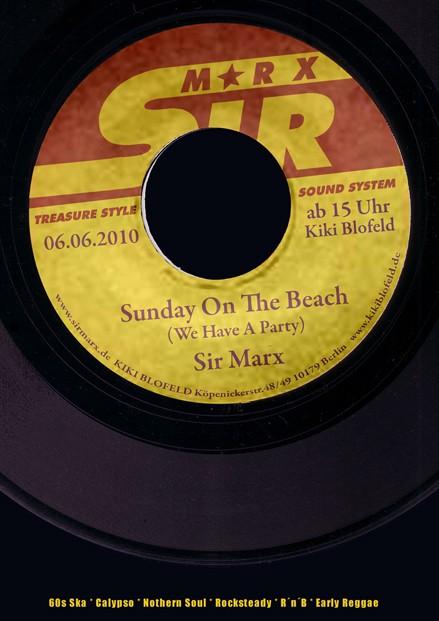 M★RX
SIR
TREASURE STYLE
SOUND SYSTEM
06.06.2010
ab 15 Uhr
Kiki Blofeld
Sunday On The Beach
(We Have A Party)
Sir Marx
www.sirmarx.de KIKI BLOFELD Köpenickerstr.48/49 10179 Berlin www.kikiblofeld.de
60s Ska * Calypso * Nothern Soul * Rocksteady * R´n´B * Early Reggae